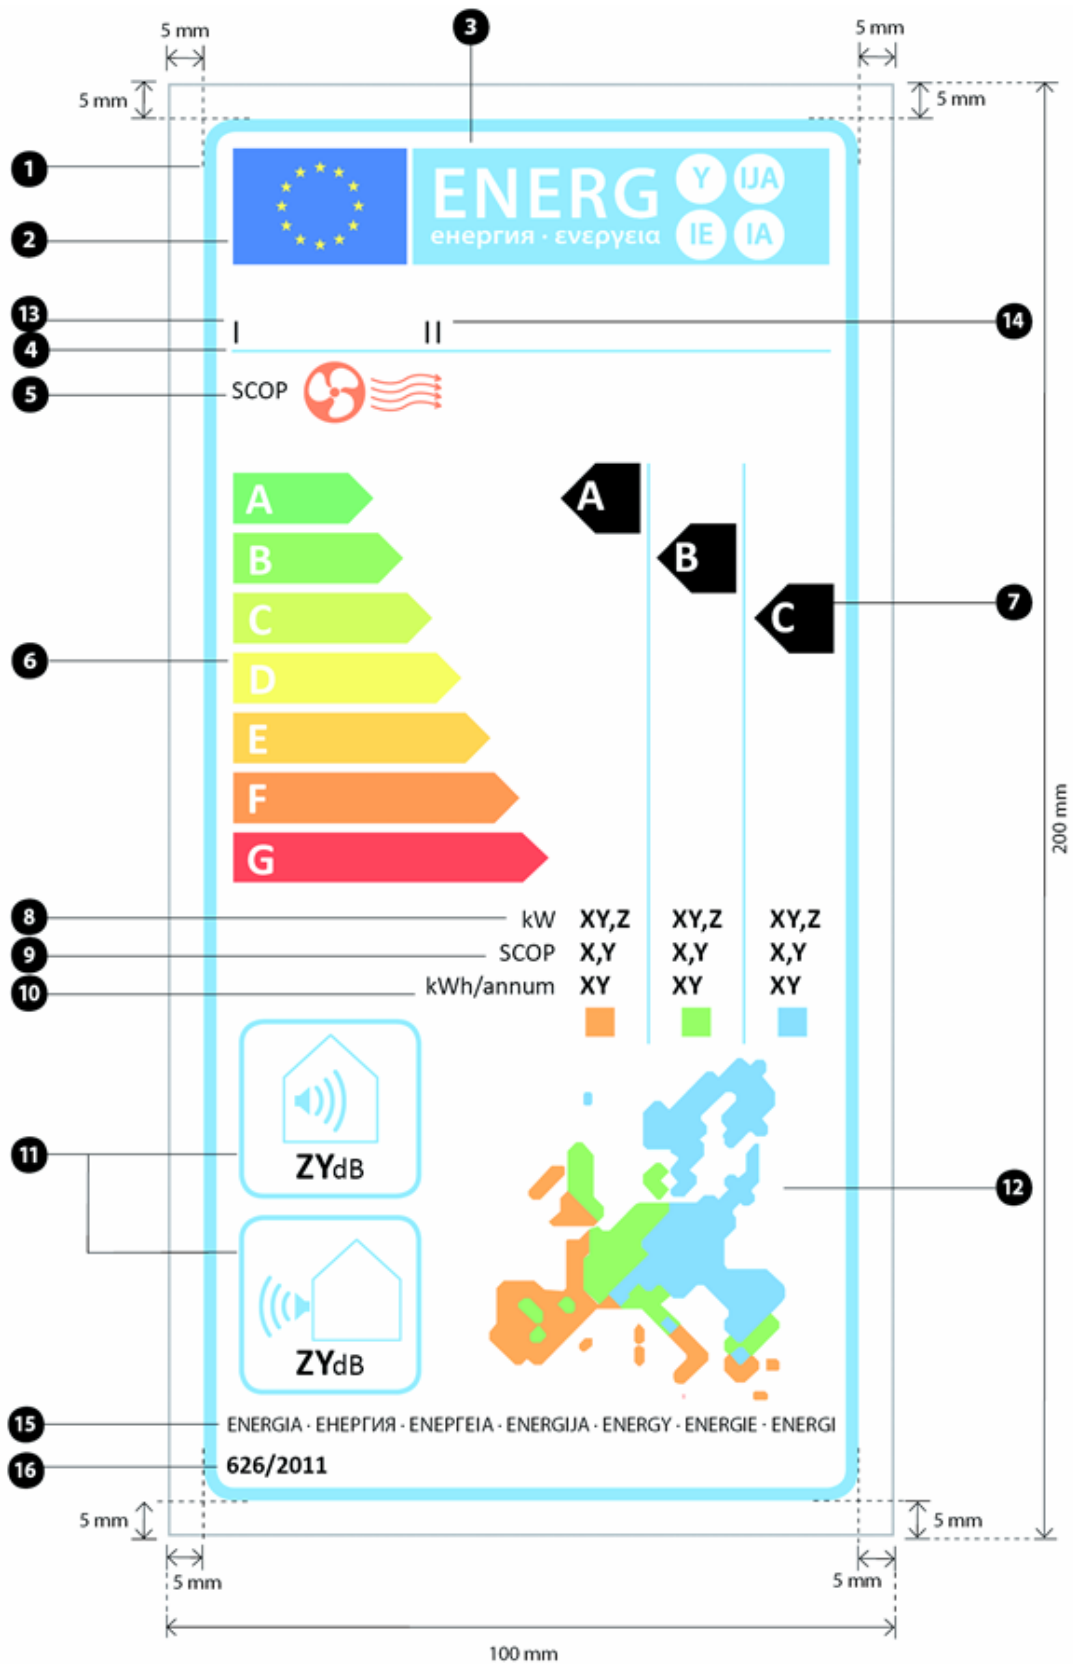 3
5 mm
5 mm
5 mm
5 mm
1
ENERG
Y
IJA
2
енергия · ενεργεια
IE
IA
13
I
II
14
4
5
SCOP
A
A
B
B
C
C
7
6
D
E
F
G
200 mm
8
kW
XY,Z
XY,Z
XY,Z
9
SCOP
X,Y
X,Y
X,Y
10
kWh/annum
XY
XY
XY
11
ZYdB
12
ZYdB
15
ENERGIA · ЕНЕРГИЯ · ΕΝΕΡΓΕΙΑ · ENERGIJA · ENERGY · ENERGIE · ENERGI
16
626/2011
5 mm
5 mm
5 mm
5 mm
100 mm